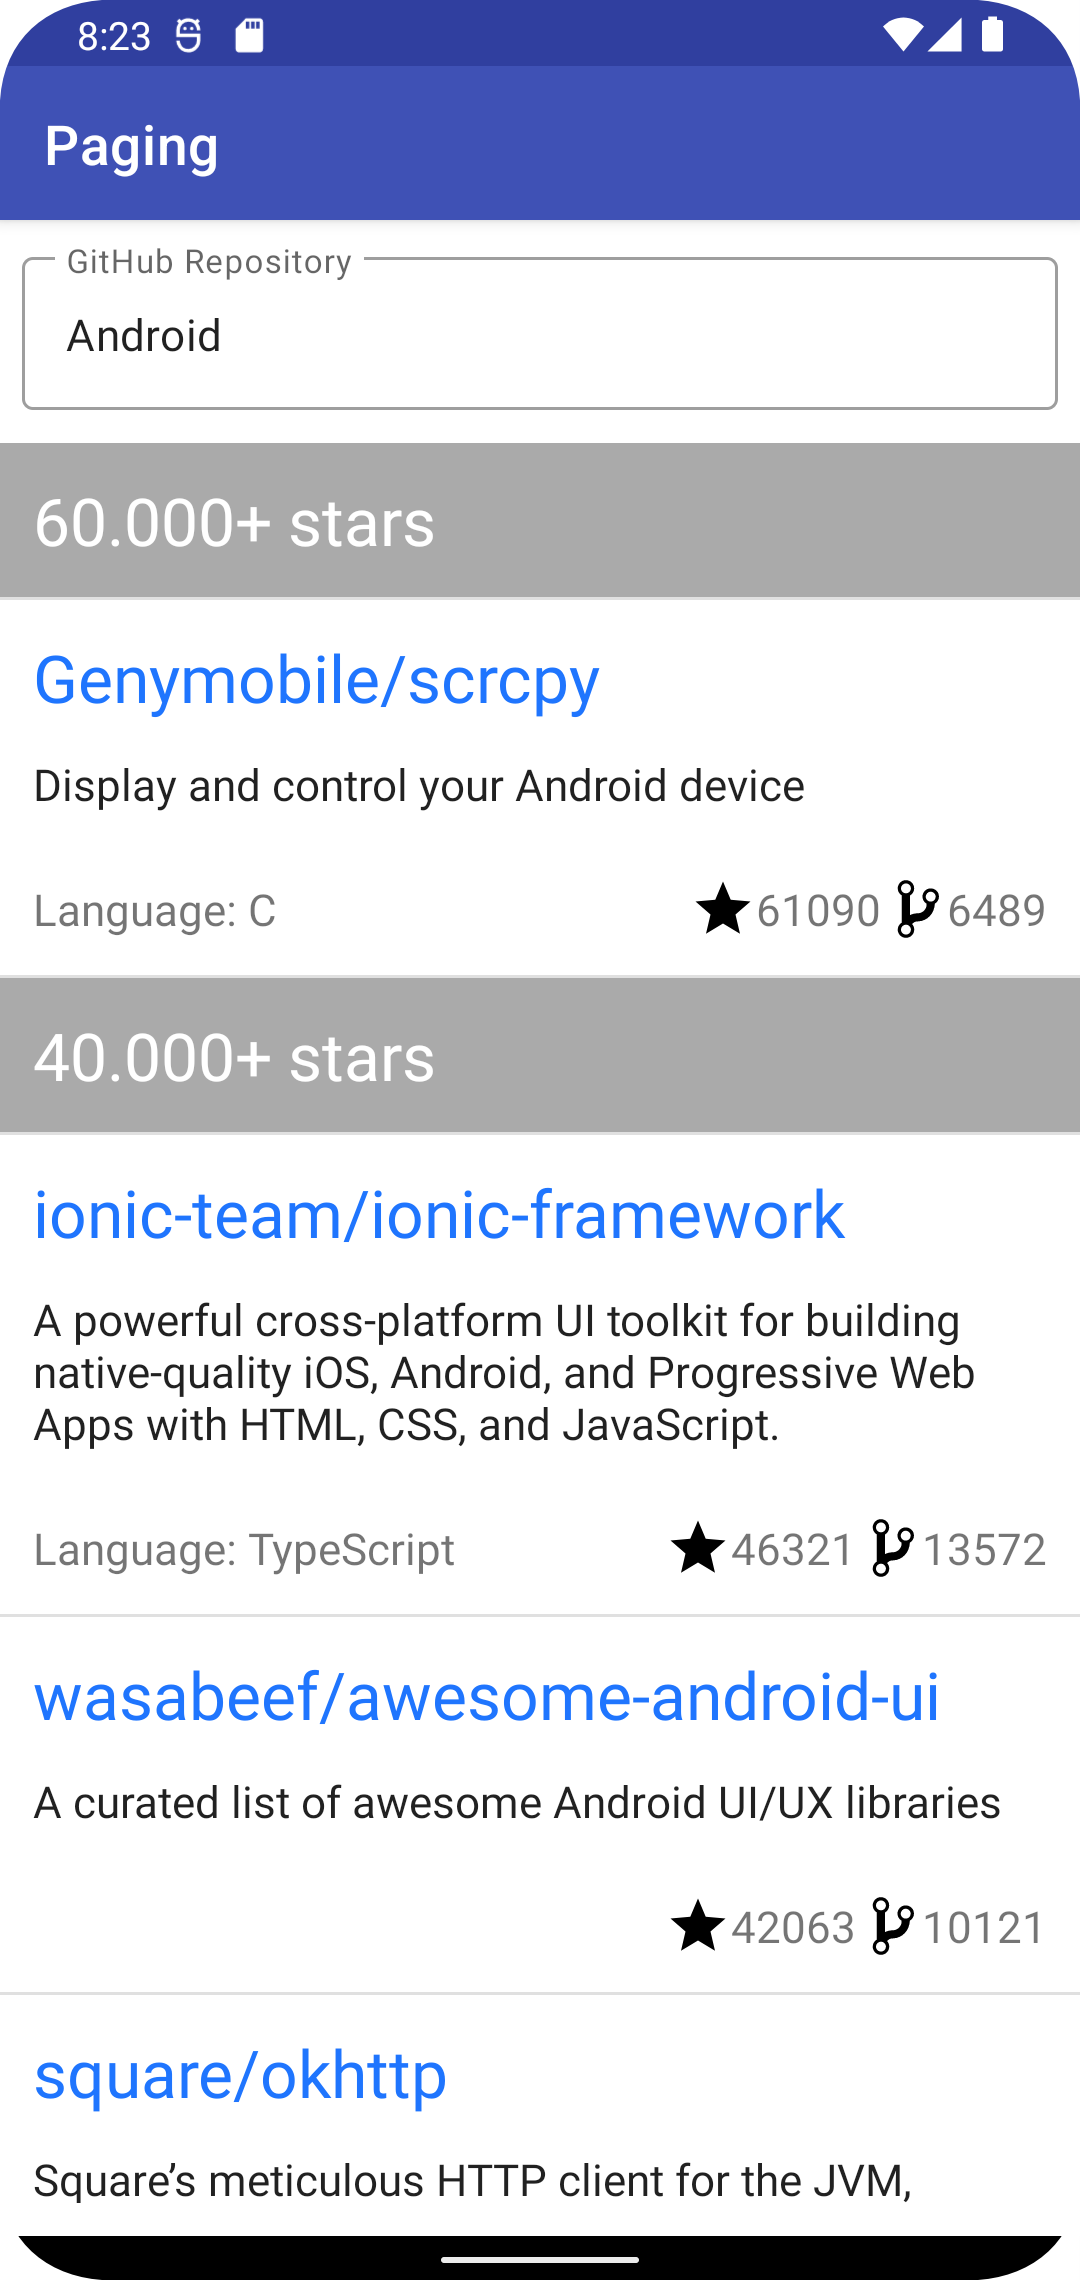 8:23
Paging
GitHub Repository
Android
60.000+ stars
Genymobile/scrcpy
Display and control your Android device
Language: C 61090 6489
40.000+ stars
ionic-team/ionic-framework
A powerful cross-platform UI toolkit for building
native-quality iOS, Android, and Progressive Web
Apps with HTML, CSS, and JavaScript.
Language: TypeScript 46321 13572
wasabeef/awesome-android-ui
A curated list of awesome Android UI/UX libraries
42063 10121
square/okhttp
Square’s meticulous HTTP client for the JVM,